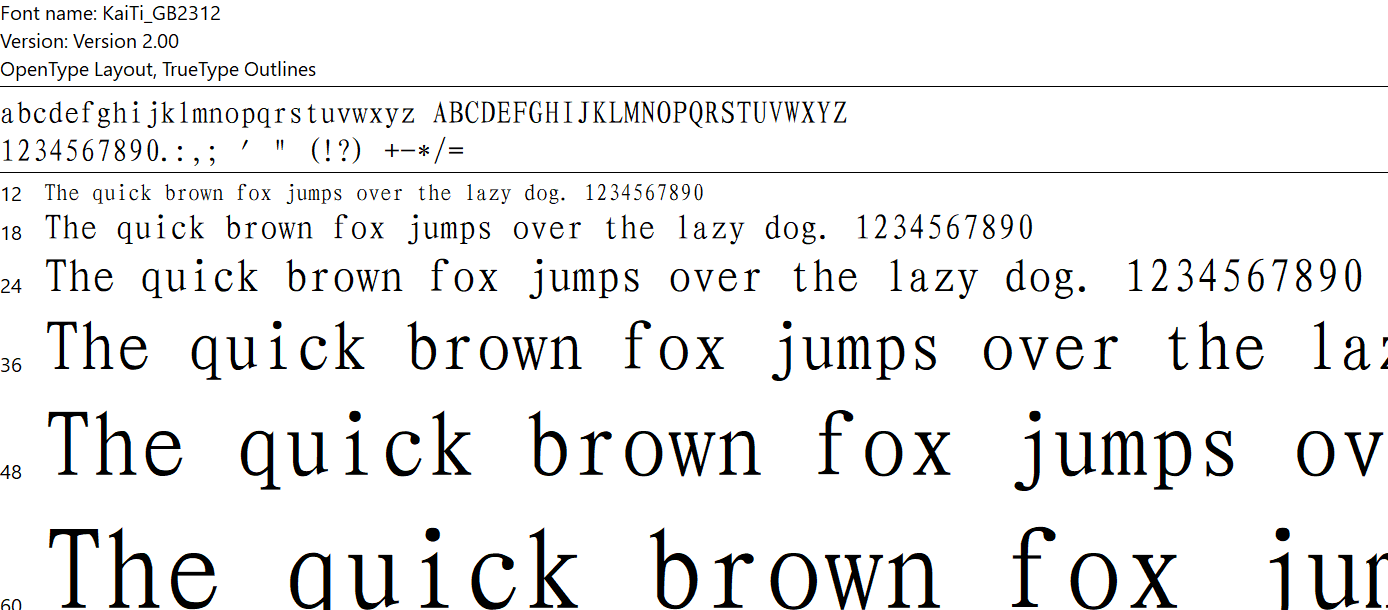 Font name: KaiTi_GB2312
Version: Version 2.00
OpenType Layout, TrueType Outlines
abcdefghijklmnopqrstuvwxyz ABCDEFGHIJKLMNOPQRSTUVWXYZ
1234567890.:,; ′ " (!?) +-*/=
12 The quick brown fox jumps over the lazy dog. 1234567890
18 The quick brown fox jumps over the lazy dog. 1234567890
24 The quick brown fox jumps over the lazy dog. 1234567890
36 The quick brown fox jumps over the laz
48 The quick brown fox jumps ov
60 The quick brown fox jum